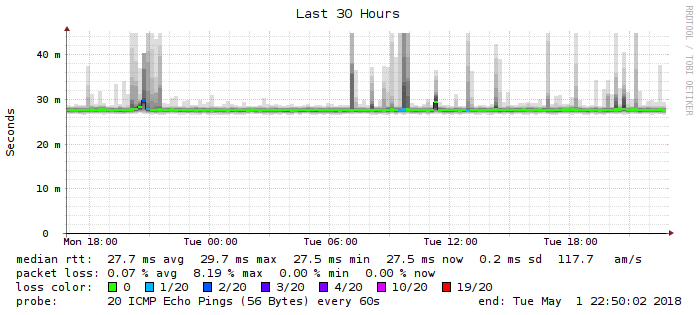 Last 30 Hours
RRDTOOL / TOBI OETIKER
Seconds
40 m
30 m
20 m
10 m
0
Mon 18:00 Tue 00:00 Tue 06:00 Tue 12:00 Tue 18:00
median rtt: 27.7 ms avg 29.7 ms max 27.5 ms min 27.5 ms now 0.2 ms sd 117.7 am/s
packet loss: 0.07 % avg 8.19 % max 0.00 % min 0.00 % now
loss color: 0 1/20 2/20 3/20 4/20 10/20 19/20
probe: 20 ICMP Echo Pings (56 Bytes) every 60s end: Tue May 1 22:50:02 2018